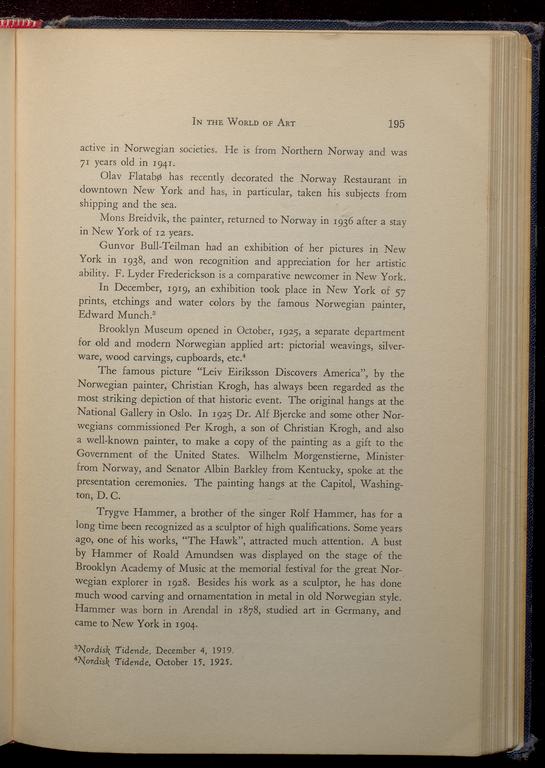 In the World of Art 195
active in Norwegian societies. He is from Northern Norway and was
71 years old in 1941.
Olav Flatabø has recently decorated the Norway Restaurant in
downtown New York and has, in particular, taken his subjects from
shipping and the sea.
Mons Breidvik, the painter, returned to Norway in 1936 after a stay
in New York of 12 years.
Gunvor Bull-Teilman had an exhibition of her pictures in New
York in 1938, and won recognition and appreciation for her artistic
ability. F. Lyder Frederickson is a comparative newcomer in New York.
In December, 1919, an exhibition took place in New York of 57
prints, etchings and water colors by the famous Norwegian painter,
Edward Munch.³
Brooklyn Museum opened in October, 1925, a separate department
for old and modern Norwegian applied art: pictorial weavings, silver-
ware, wood carvings, cupboards, etc.⁴
The famous picture "Leiv Eiriksson Discovers America", by the
Norwegian painter, Christian Krogh, has always been regarded as the
most striking depiction of that historic event. The original hangs at the
National Gallery in Oslo. In 1925 Dr. Alf Bjercke and some other Nor-
wegians commissioned Per Krogh, a son of Christian Krogh, and also
a well-known painter, to make a copy of the painting as a gift to the
Government of the United States. Wilhelm Morgenstierne, Minister
from Norway, and Senator Albin Barkley from Kentucky, spoke at the
presentation ceremonies. The painting hangs at the Capitol, Washing-
ton, D. C.
Trygve Hammer, a brother of the singer Rolf Hammer, has for a
long time been recognized as a sculptor of high qualifications. Some years
ago, one of his works, "The Hawk", attracted much attention. A bust
by Hammer of Roald Amundsen was displayed on the stage of the
Brooklyn Academy of Music at the memorial festival for the great Nor-
wegian explorer in 1928. Besides his work as a sculptor, he has done
much wood carving and ornamentation in metal in old Norwegian style.
Hammer was born in Arendal in 1878, studied art in Germany, and
came to New York in 1904.
³Nordisk Tidende, December 4, 1919.
⁴Nordisk Tidende, October 15, 1925.